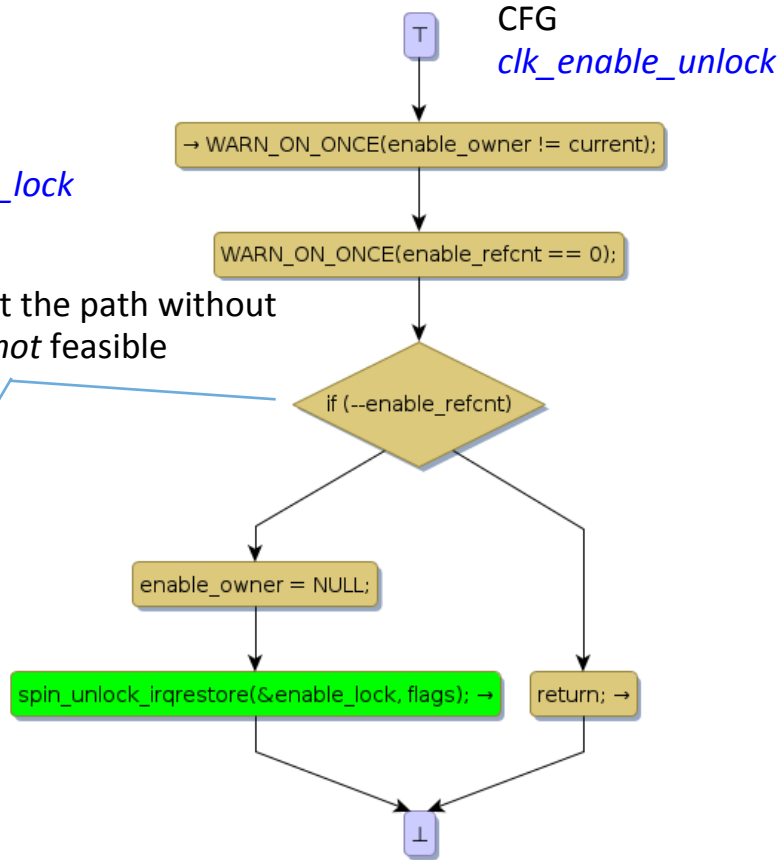 CFG
clk_enable_unlock
⊤
→ WARN_ON_ONCE(enable_owner != current);
_lock
WARN_ON_ONCE(enable_refcnt == 0);
t the path without
not feasible
if (--enable_refcnt)
enable_owner = NULL;
spin_unlock_irqrestore(&enable_lock, flags); →
return; →
⊥